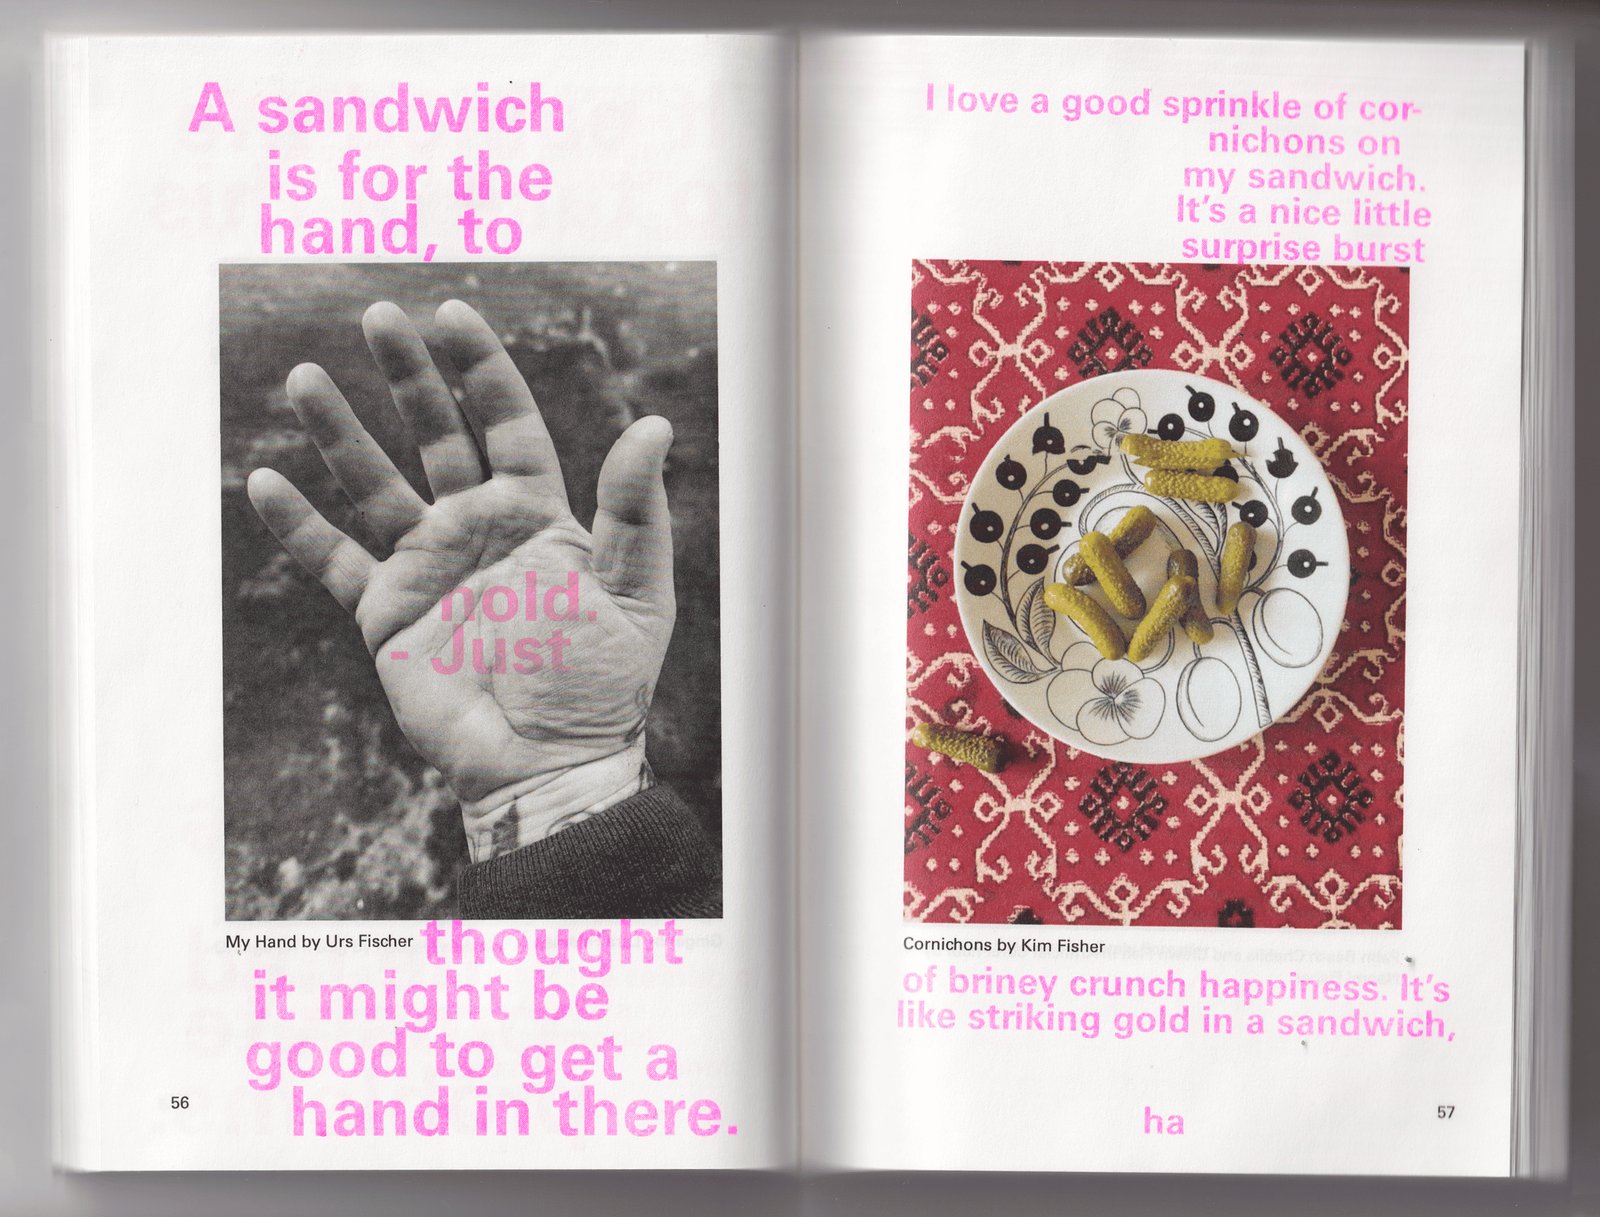 A sandwich
is for the
hand, to
hold.
- Just
My Hand by Urs Fischer
thought
it might be
good to get a
hand in there.
56
I love a good sprinkle of cor-
nichons on
my sandwich.
It's a nice little
surprise burst
Cornichons by Kim Fisher
of briney crunch happiness. It's
like striking gold in a sandwich,
ha
57